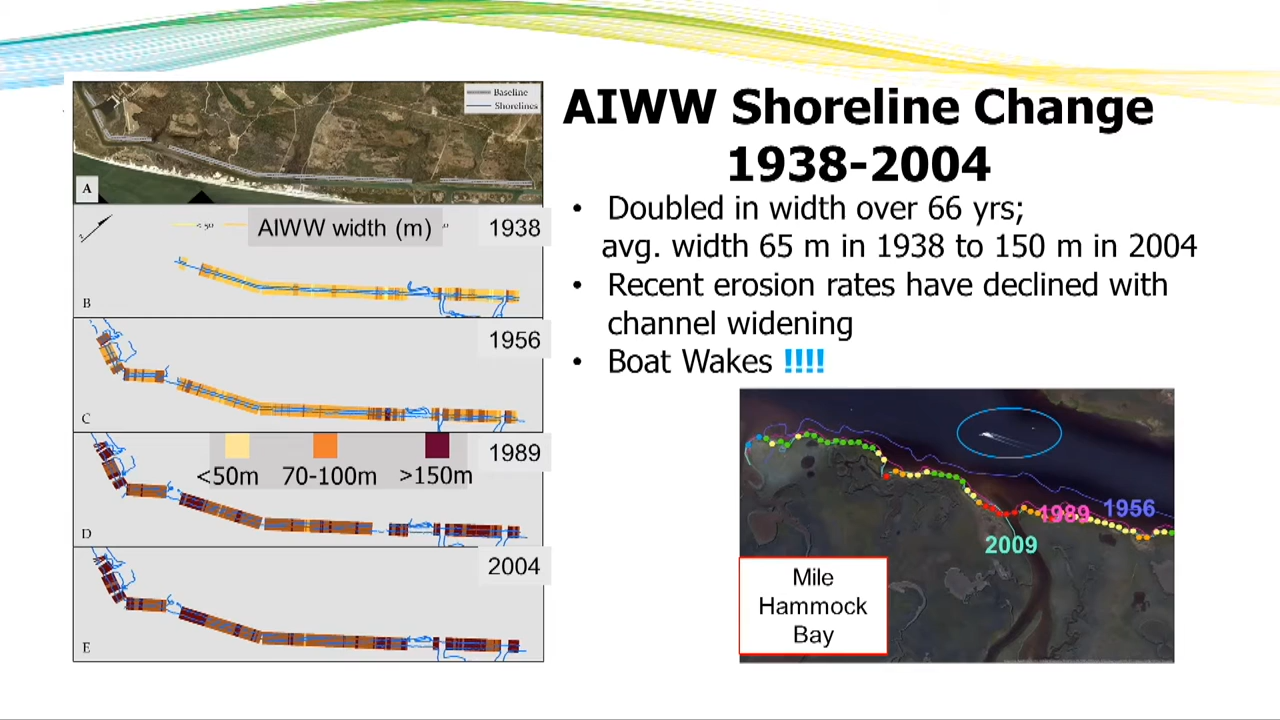 AIWW Shoreline Change
1938-2004
• Doubled in width over 66 yrs;
avg. width 65 m in 1938 to 150 m in 2004
• Recent erosion rates have declined with
channel widening
• Boat Wakes !!!!
Baseline
Shorelines
A
AIWW width (m)
1938
B
1956
C
1989
<50m
70-100m
>150m
D
2004
E
1989
1956
2009
Mile
Hammock
Bay